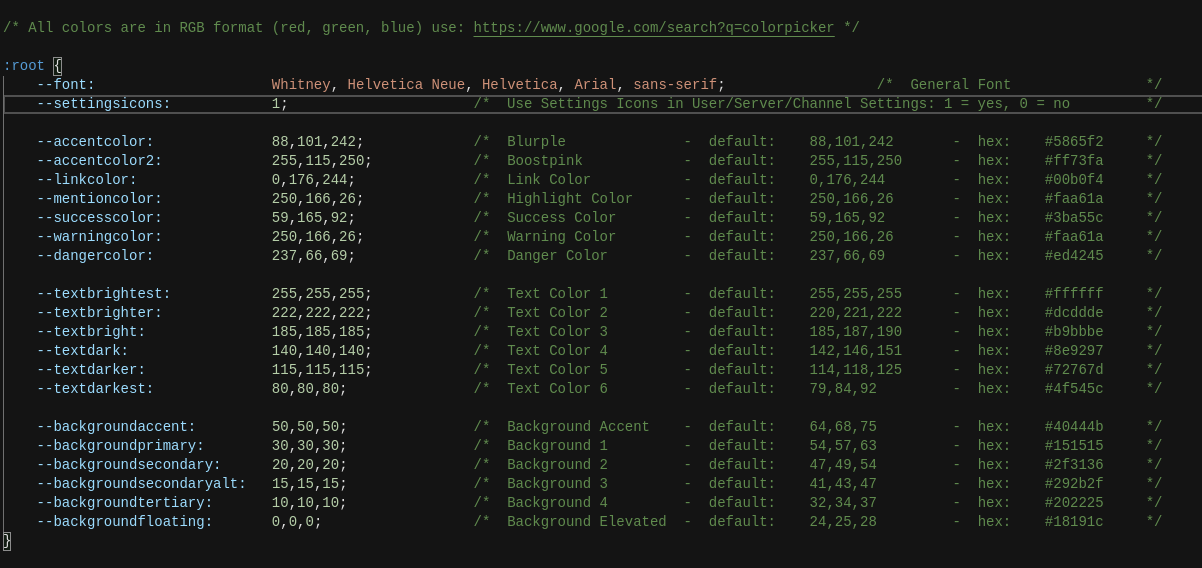 /* All colors are in RGB format (red, green, blue) use: https://www.google.com/search?q=colorpicker */
:root {
--font: Whitney, Helvetica Neue, Helvetica, Arial, sans-serif; /* General Font */
--settingsicons: 1; /* Use Settings Icons in User/Server/Channel Settings: 1 = yes, 0 = no */
--accentcolor: 88,101,242; /* Blurple - default: 88,101,242 - hex: #5865f2 */
--accentcolor2: 255,115,250; /* Boostpink - default: 255,115,250 - hex: #ff73fa */
--linkcolor: 0,176,244; /* Link Color - default: 0,176,244 - hex: #00b0f4 */
--mentioncolor: 250,166,26; /* Highlight Color - default: 250,166,26 - hex: #faa61a */
--successcolor: 59,165,92; /* Success Color - default: 59,165,92 - hex: #3ba55c */
--warningcolor: 250,166,26; /* Warning Color - default: 250,166,26 - hex: #faa61a */
--dangercolor: 237,66,69; /* Danger Color - default: 237,66,69 - hex: #ed4245 */
--textbrightest: 255,255,255; /* Text Color 1 - default: 255,255,255 - hex: #ffffff */
--textbrighter: 222,222,222; /* Text Color 2 - default: 220,221,222 - hex: #dcddde */
--textbright: 185,185,185; /* Text Color 3 - default: 185,187,190 - hex: #b9bbbe */
--textdark: 140,140,140; /* Text Color 4 - default: 142,146,151 - hex: #8e9297 */
--textdarker: 115,115,115; /* Text Color 5 - default: 114,118,125 - hex: #72767d */
--textdarkest: 80,80,80; /* Text Color 6 - default: 79,84,92 - hex: #4f545c */
--backgroundaccent: 50,50,50; /* Background Accent - default: 64,68,75 - hex: #40444b */
--backgroundprimary: 30,30,30; /* Background 1 - default: 54,57,63 - hex: #151515 */
--backgroundsecondary: 20,20,20; /* Background 2 - default: 47,49,54 - hex: #2f3136 */
--backgroundsecondaryalt: 15,15,15; /* Background 3 - default: 41,43,47 - hex: #292b2f */
--backgroundtertiary: 10,10,10; /* Background 4 - default: 32,34,37 - hex: #202225 */
--backgroundfloating: 0,0,0; /* Background Elevated - default: 24,25,28 - hex: #18191c */
}